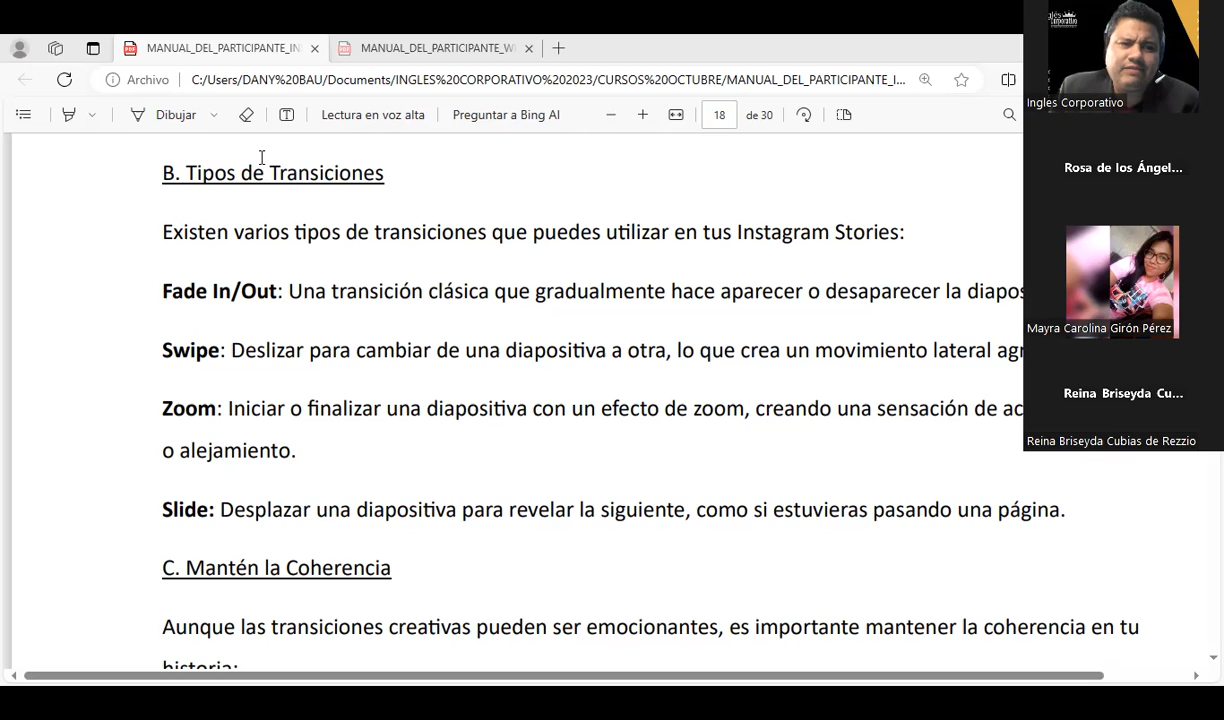 MANUAL_DEL_PARTICIPANTE_IN
MANUAL_DEL_PARTICIPANTE_W
Archivo
C:/Users/DANY%20BAU/Documents/INGLES%20CORPORATIVO%202023/CURSOS%20OCTUBRE/MANUAL_DEL_PARTICIPANTE_I...
Dibujar
Lectura en voz alta
Preguntar a Bing AI
18
de 30
B. Tipos de Transiciones
Existen varios tipos de transiciones que puedes utilizar en tus Instagram Stories:
Fade In/Out: Una transición clásica que gradualmente hace aparecer o desaparecer la diapos
Swipe: Deslizar para cambiar de una diapositiva a otra, lo que crea un movimiento lateral agr
Zoom: Iniciar o finalizar una diapositiva con un efecto de zoom, creando una sensación de ac
o alejamiento.
Slide: Desplazar una diapositiva para revelar la siguiente, como si estuvieras pasando una página.
C. Mantén la Coherencia
Aunque las transiciones creativas pueden ser emocionantes, es importante mantener la coherencia en tu
historia:
Corporativo
Ingles Corporativo
Rosa de los Ángel...
Mayra Carolina Girón Pérez
Reina Briseyda Cu...
Reina Briseyda Cubias de Rezzio